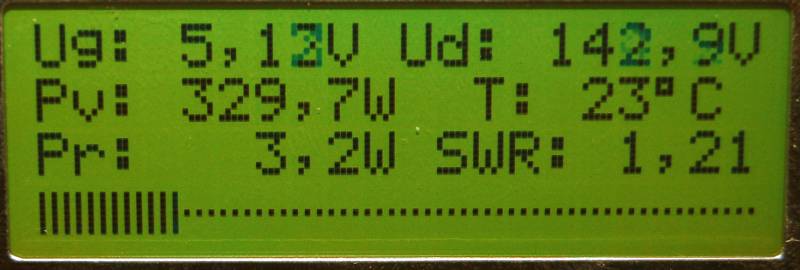 Ug: 5,12V Ud: 142,9V
Pv: 329,7W T: 23°C
Pr: 3,2W SWR: 1,21